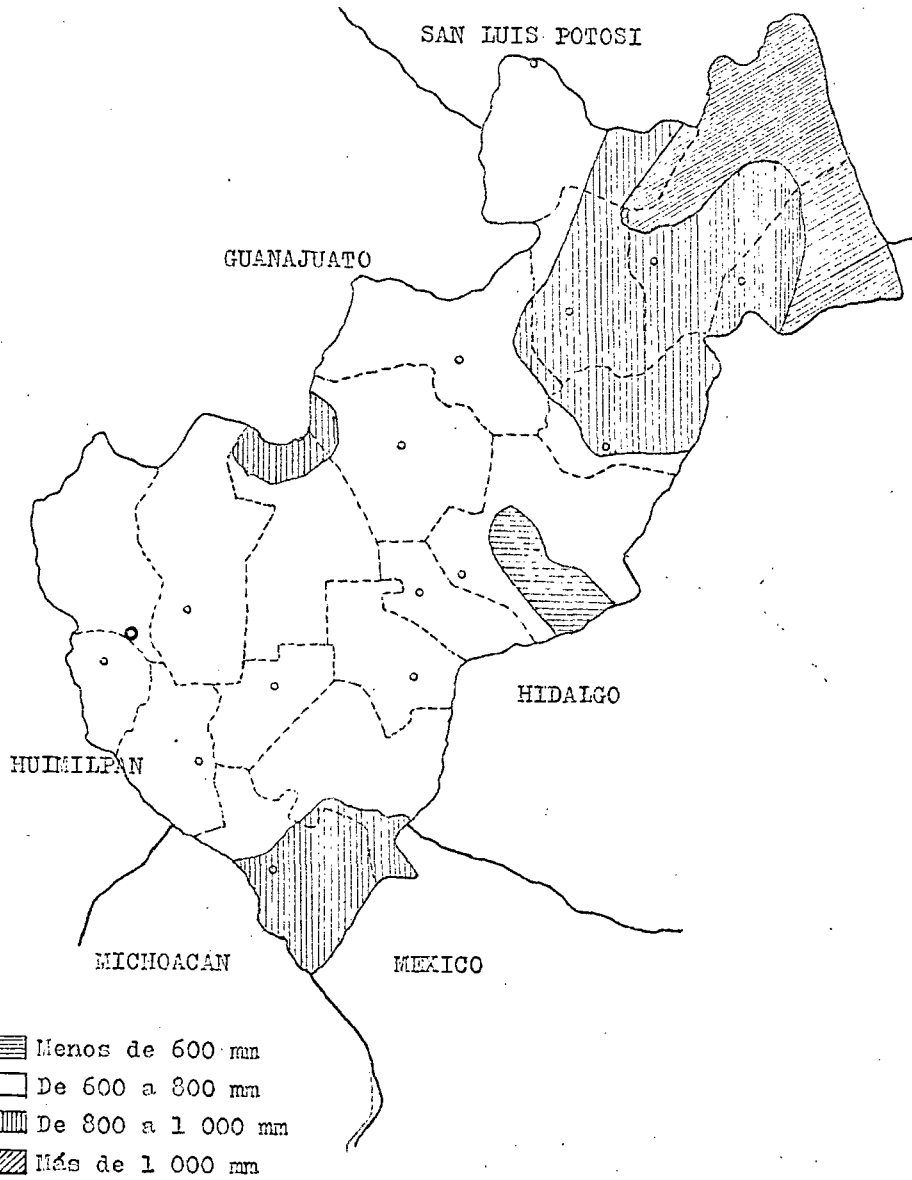 SAN LUIS POTOSI
GUANAJUATO
HIDALGO
HUIMILPAN
MICHOACAN
MEXICO
Menos de 600 mm
De 600 a 800 mm
De 800 a 1 000 mm
Más de 1 000 mm